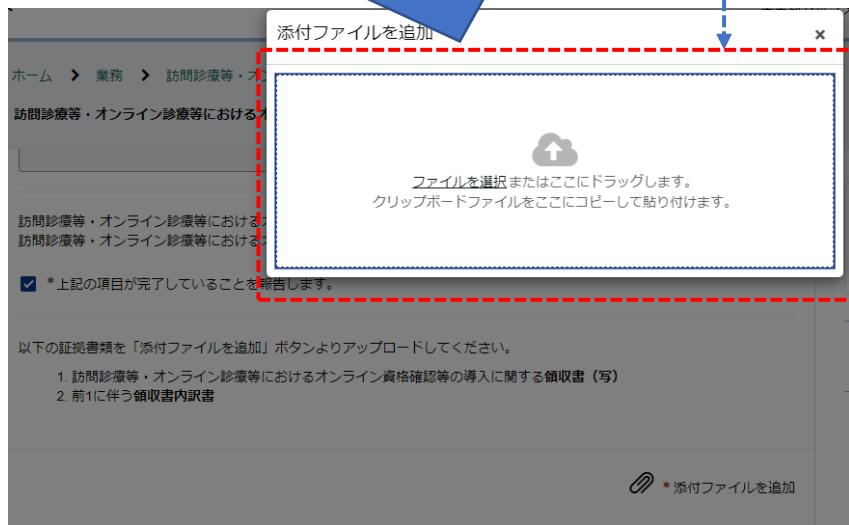 添付ファイルを追加
×
ホーム > 業務 > 訪問診療等・オン
訪問診療等・オンライン診療等におけるオ
ファイルを選択またはここにドラッグします。
クリップボードファイルをここにコピーして貼り付けます。
訪問診療等・オンライン診療等におけるオ
訪問診療等・オンライン診療等におけるオ
*上記の項目が完了していることを報告します。
以下の証拠書類を「添付ファイルを追加」ボタンよりアップロードしてください。
1. 訪問診療等・オンライン診療等におけるオンライン資格確認等の導入に関する領収書（写）
2. 前1に伴う領収書内訳書
* 添付ファイルを追加